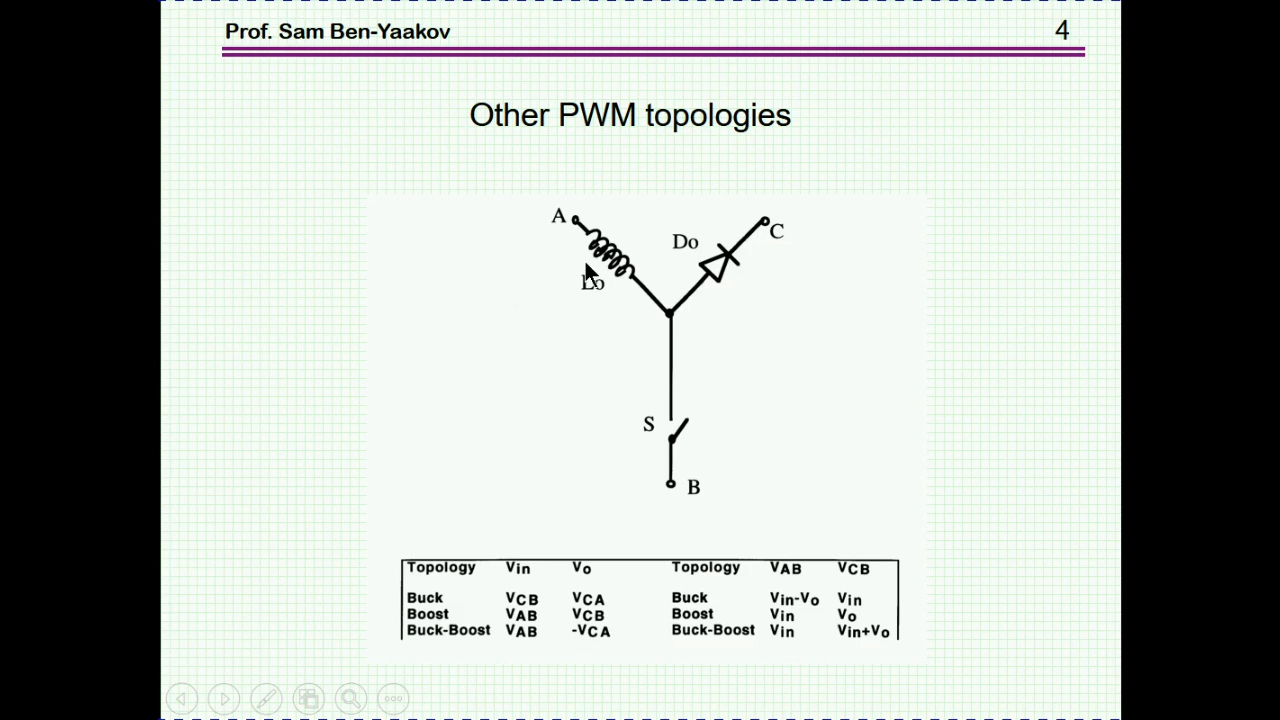 Prof. Sam Ben-Yaakov 4
Other PWM topologies
A
C
Do
Lo
S
B
Topology Vin Vo Topology VAB VCB
Buck VCB VCA Buck Vin-Vo Vin
Boost VAB VCB Boost Vin Vo
Buck-Boost VAB -VCA Buck-Boost Vin Vin+Vo